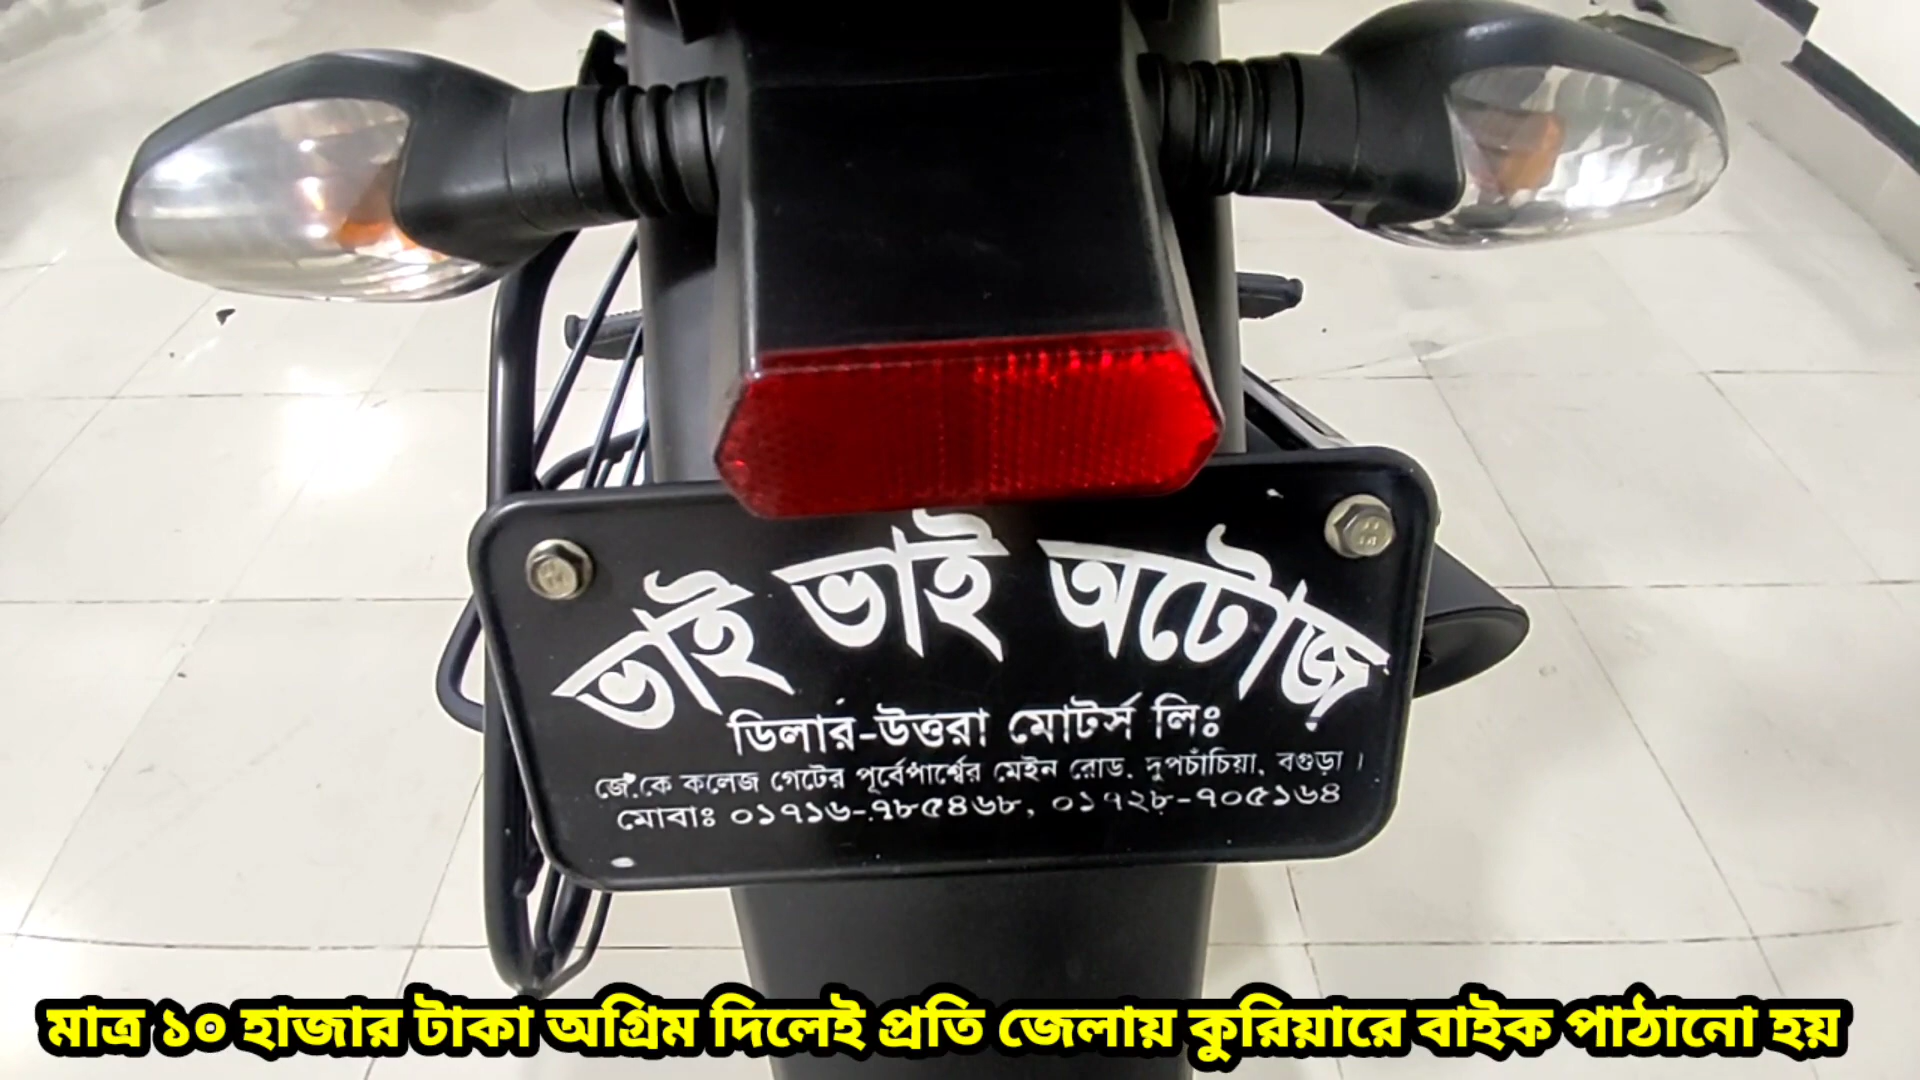 ভাই ভাই অটোজ
ডিলার-উত্তরা মোটর্স লিঃ
জে.কে কলেজ গেটের পূর্বেপার্শ্বের মেইন রোড, দুপচাঁচিয়া, বগুড়া।
মোবাঃ ০১৭১৬-৭৮৫৪৬৮, ০১৭২৮-৭০৫১৬৪
মাত্র ১০ হাজার টাকা অগ্রিম দিলেই প্রতি জেলায় কুরিয়ারে বাইক পাঠানো হয়